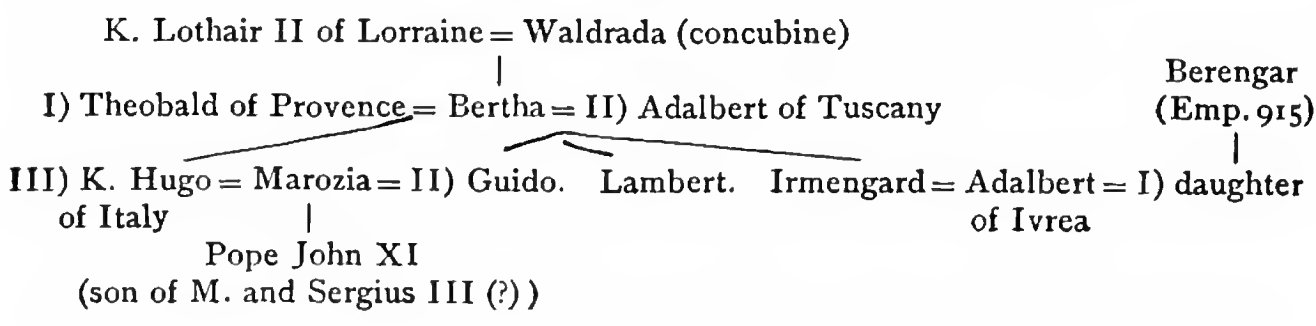 K. Lothair II of Lorraine = Waldrada (concubine)
Berengar
I) Theobald of Provence = Bertha = II) Adalbert of Tuscany (Emp. 915)
III) K. Hugo = Marozia = II) Guido. Lambert. Irmengard = Adalbert = I) daughter
of Italy of Ivrea
Pope John XI
(son of M. and Sergius III (?) )